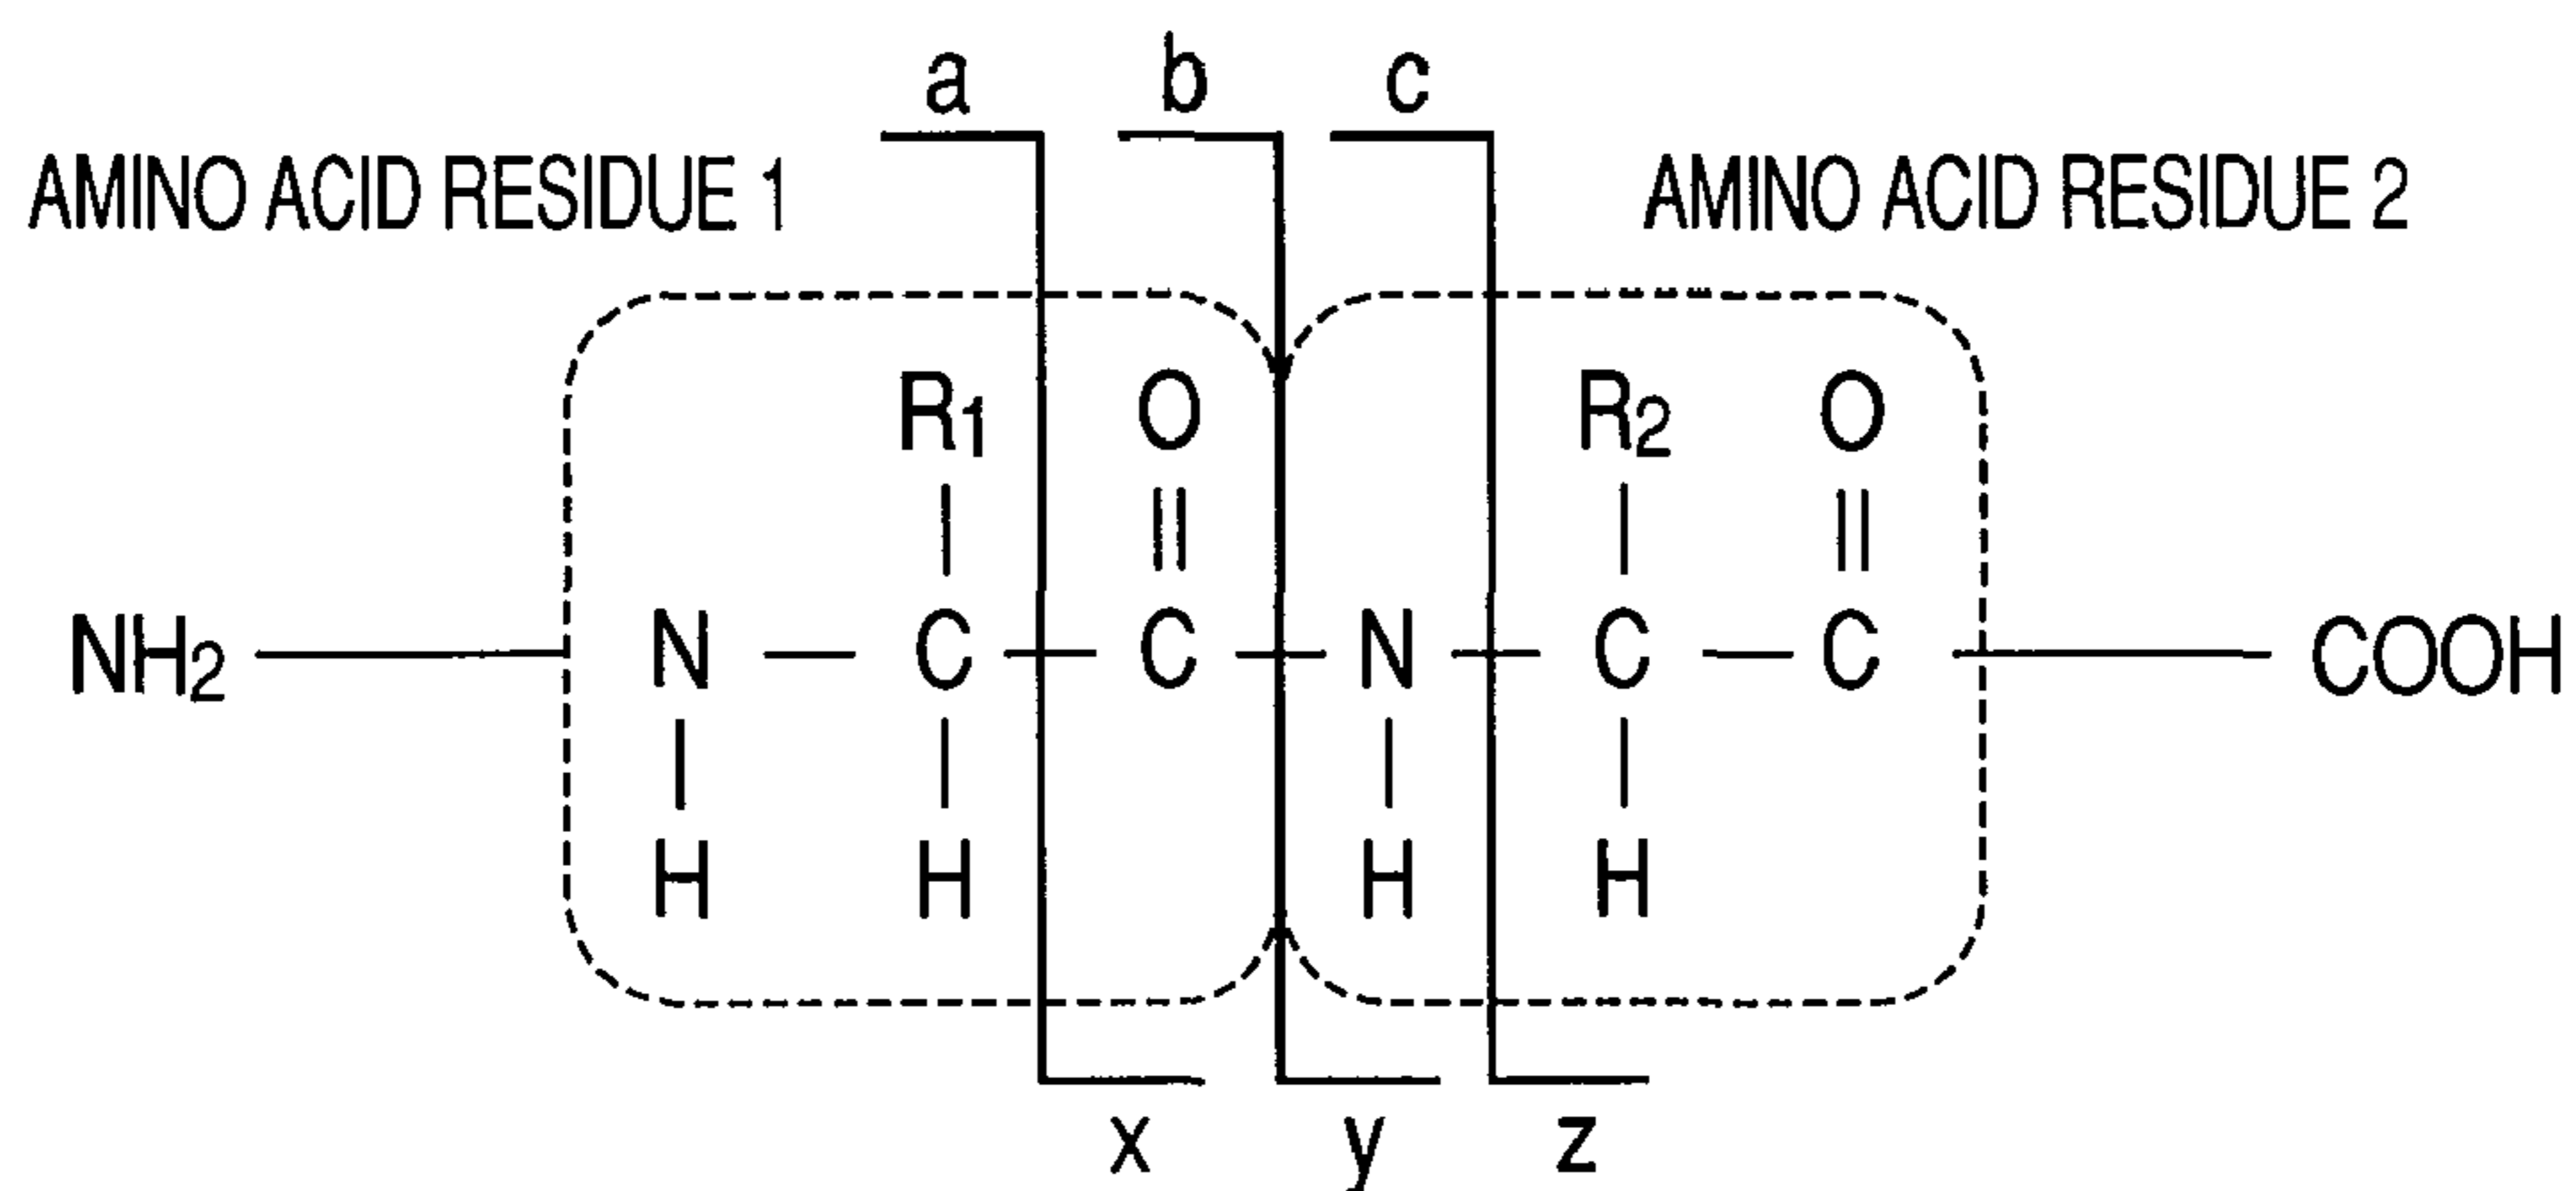 a b c
AMINO ACID RESIDUE 1 AMINO ACID RESIDUE 2
R1 O R2 O
NH2 N C C N C C COOH
H H H H
x y z